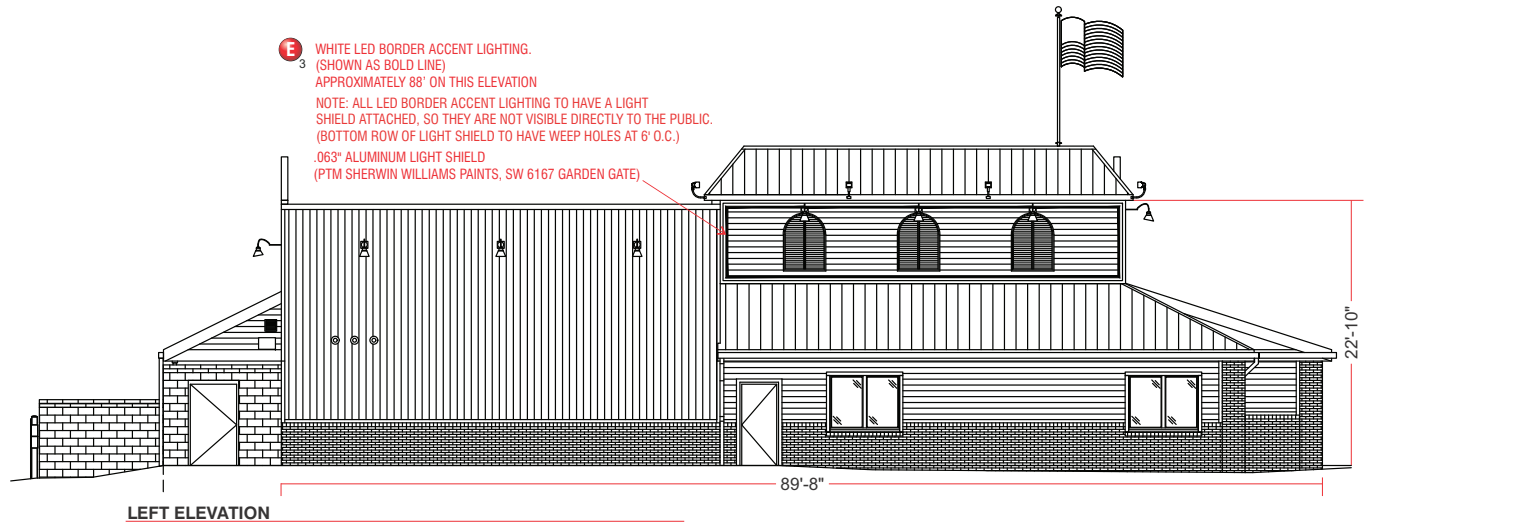 E
3
WHITE LED BORDER ACCENT LIGHTING.
(SHOWN AS BOLD LINE)
APPROXIMATELY 88' ON THIS ELEVATION
NOTE: ALL LED BORDER ACCENT LIGHTING TO HAVE A LIGHT
SHIELD ATTACHED, SO THEY ARE NOT VISIBLE DIRECTLY TO THE PUBLIC.
(BOTTOM ROW OF LIGHT SHIELD TO HAVE WEEP HOLES AT 6' O.C.)
.063" ALUMINUM LIGHT SHIELD
(PTM SHERWIN WILLIAMS PAINTS, SW 6167 GARDEN GATE)
22'-10"
89'-8"
LEFT ELEVATION